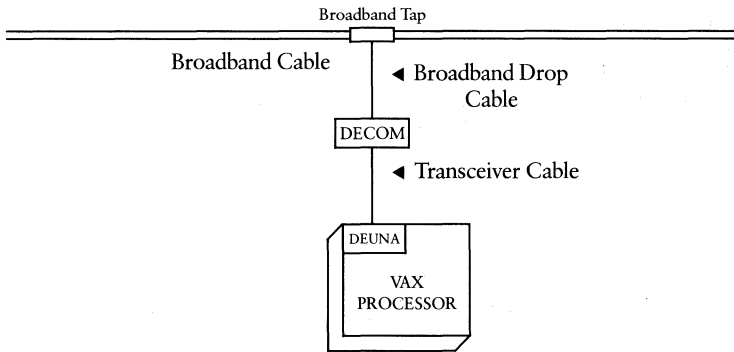 Broadband Tap
Broadband Cable
Broadband Drop
Cable
DECOM
Transceiver Cable
DEUNA
VAX
PROCESSOR